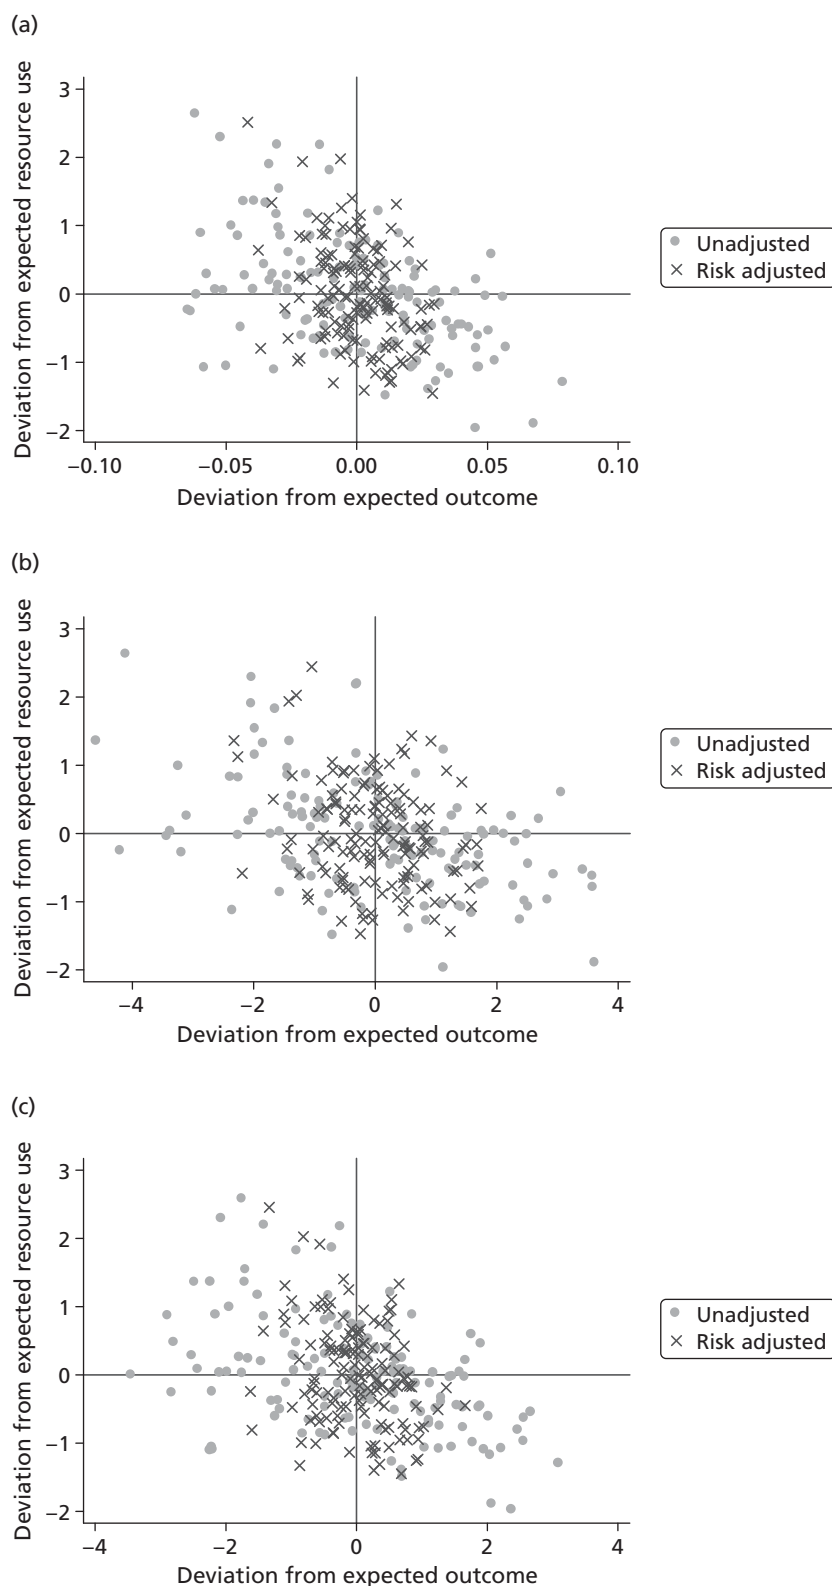 (a)
Deviation from expected resource use
3
2
1
0
−1
−2
−0.10 −0.05 0.00 0.05 0.10
Deviation from expected outcome
Unadjusted
Risk adjusted
(b)
Deviation from expected resource use
3
2
1
0
−1
−2
−4 −2 0 2 4
Deviation from expected outcome
Unadjusted
Risk adjusted
(c)
Deviation from expected resource use
3
2
1
0
−1
−2
−4 −2 0 2 4
Deviation from expected outcome
Unadjusted
Risk adjusted